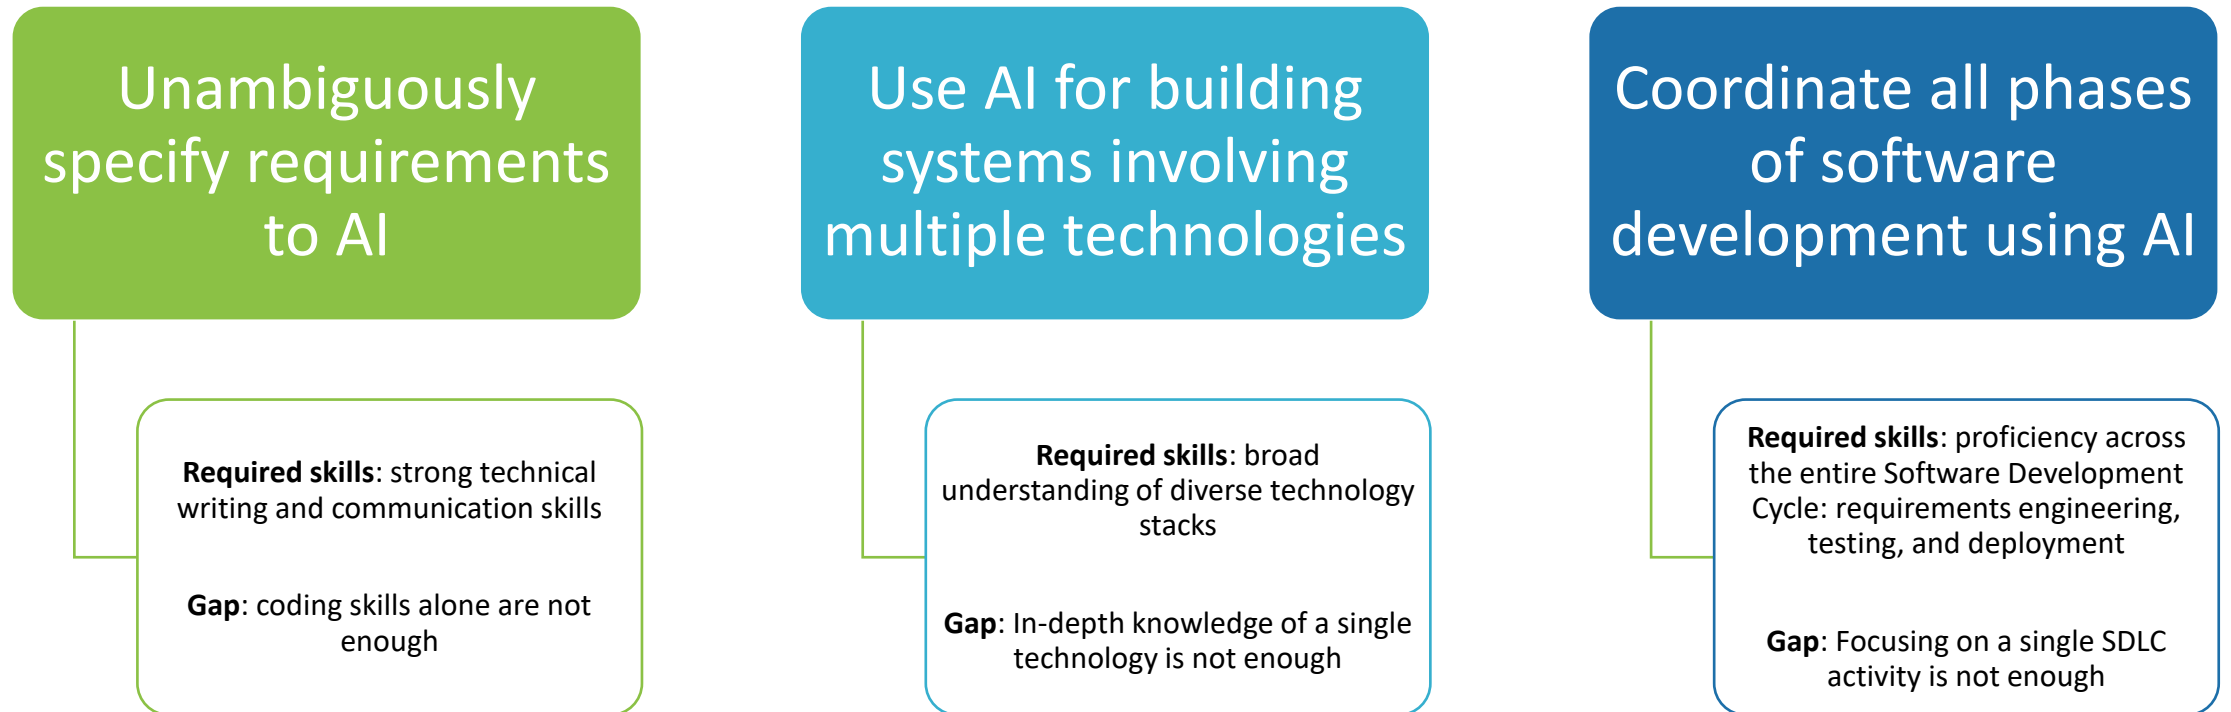 Unambiguously
specify requirements
to AI
Required skills: strong technical
writing and communication skills
Gap: coding skills alone are not
enough
Use AI for building
systems involving
multiple technologies
Required skills: broad
understanding of diverse technology
stacks
Gap: In-depth knowledge of a single
technology is not enough
Coordinate all phases
of software
development using AI
Required skills: proficiency across
the entire Software Development
Cycle: requirements engineering,
testing, and deployment
Gap: Focusing on a single SDLC
activity is not enough